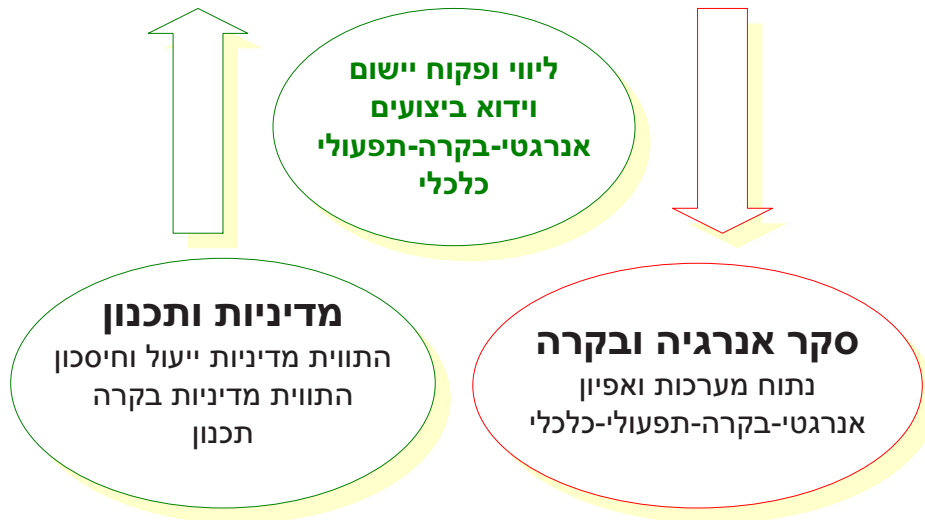 ליווי ופקוח יישום
וידוא ביצועים
אנרגטי-בקרה-תפעולי
כלכלי
סקר אנרגיה ובקרה
נתוח מערכות ואפיון
אנרגטי-בקרה-תפעולי-כלכלי
מדיניות ותכנון
התווית מדיניות ייעול וחיסכון
התווית מדיניות בקרה
תכנון